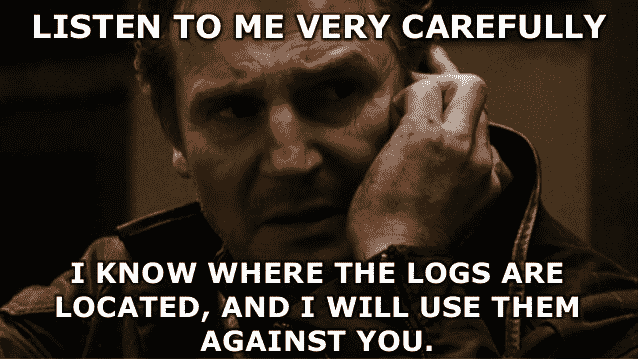 LISTEN TO ME VERY CAREFULLY
I KNOW WHERE THE LOGS ARE
LOCATED, AND I WILL USE THEM
AGAINST YOU.